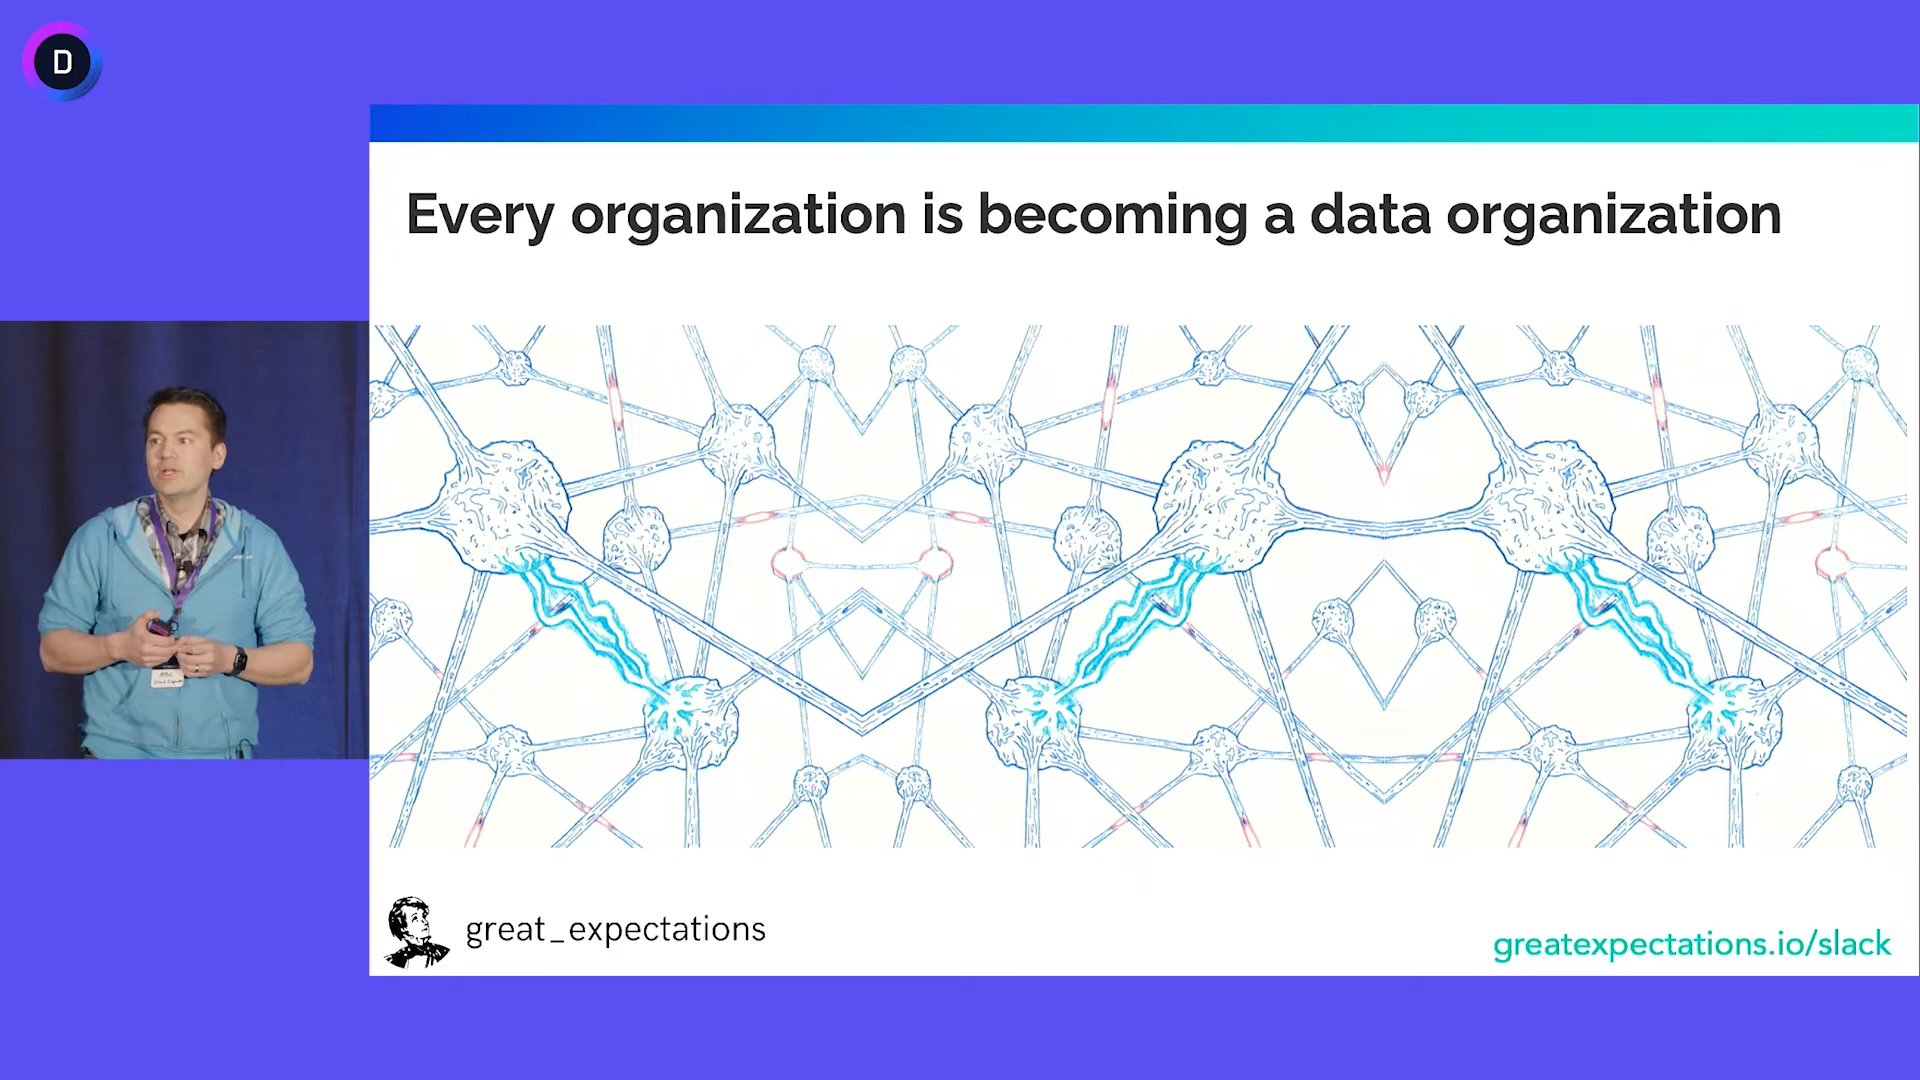 D
Every organization is becoming a data organization
great_expectations
greatexpectations.io/slack